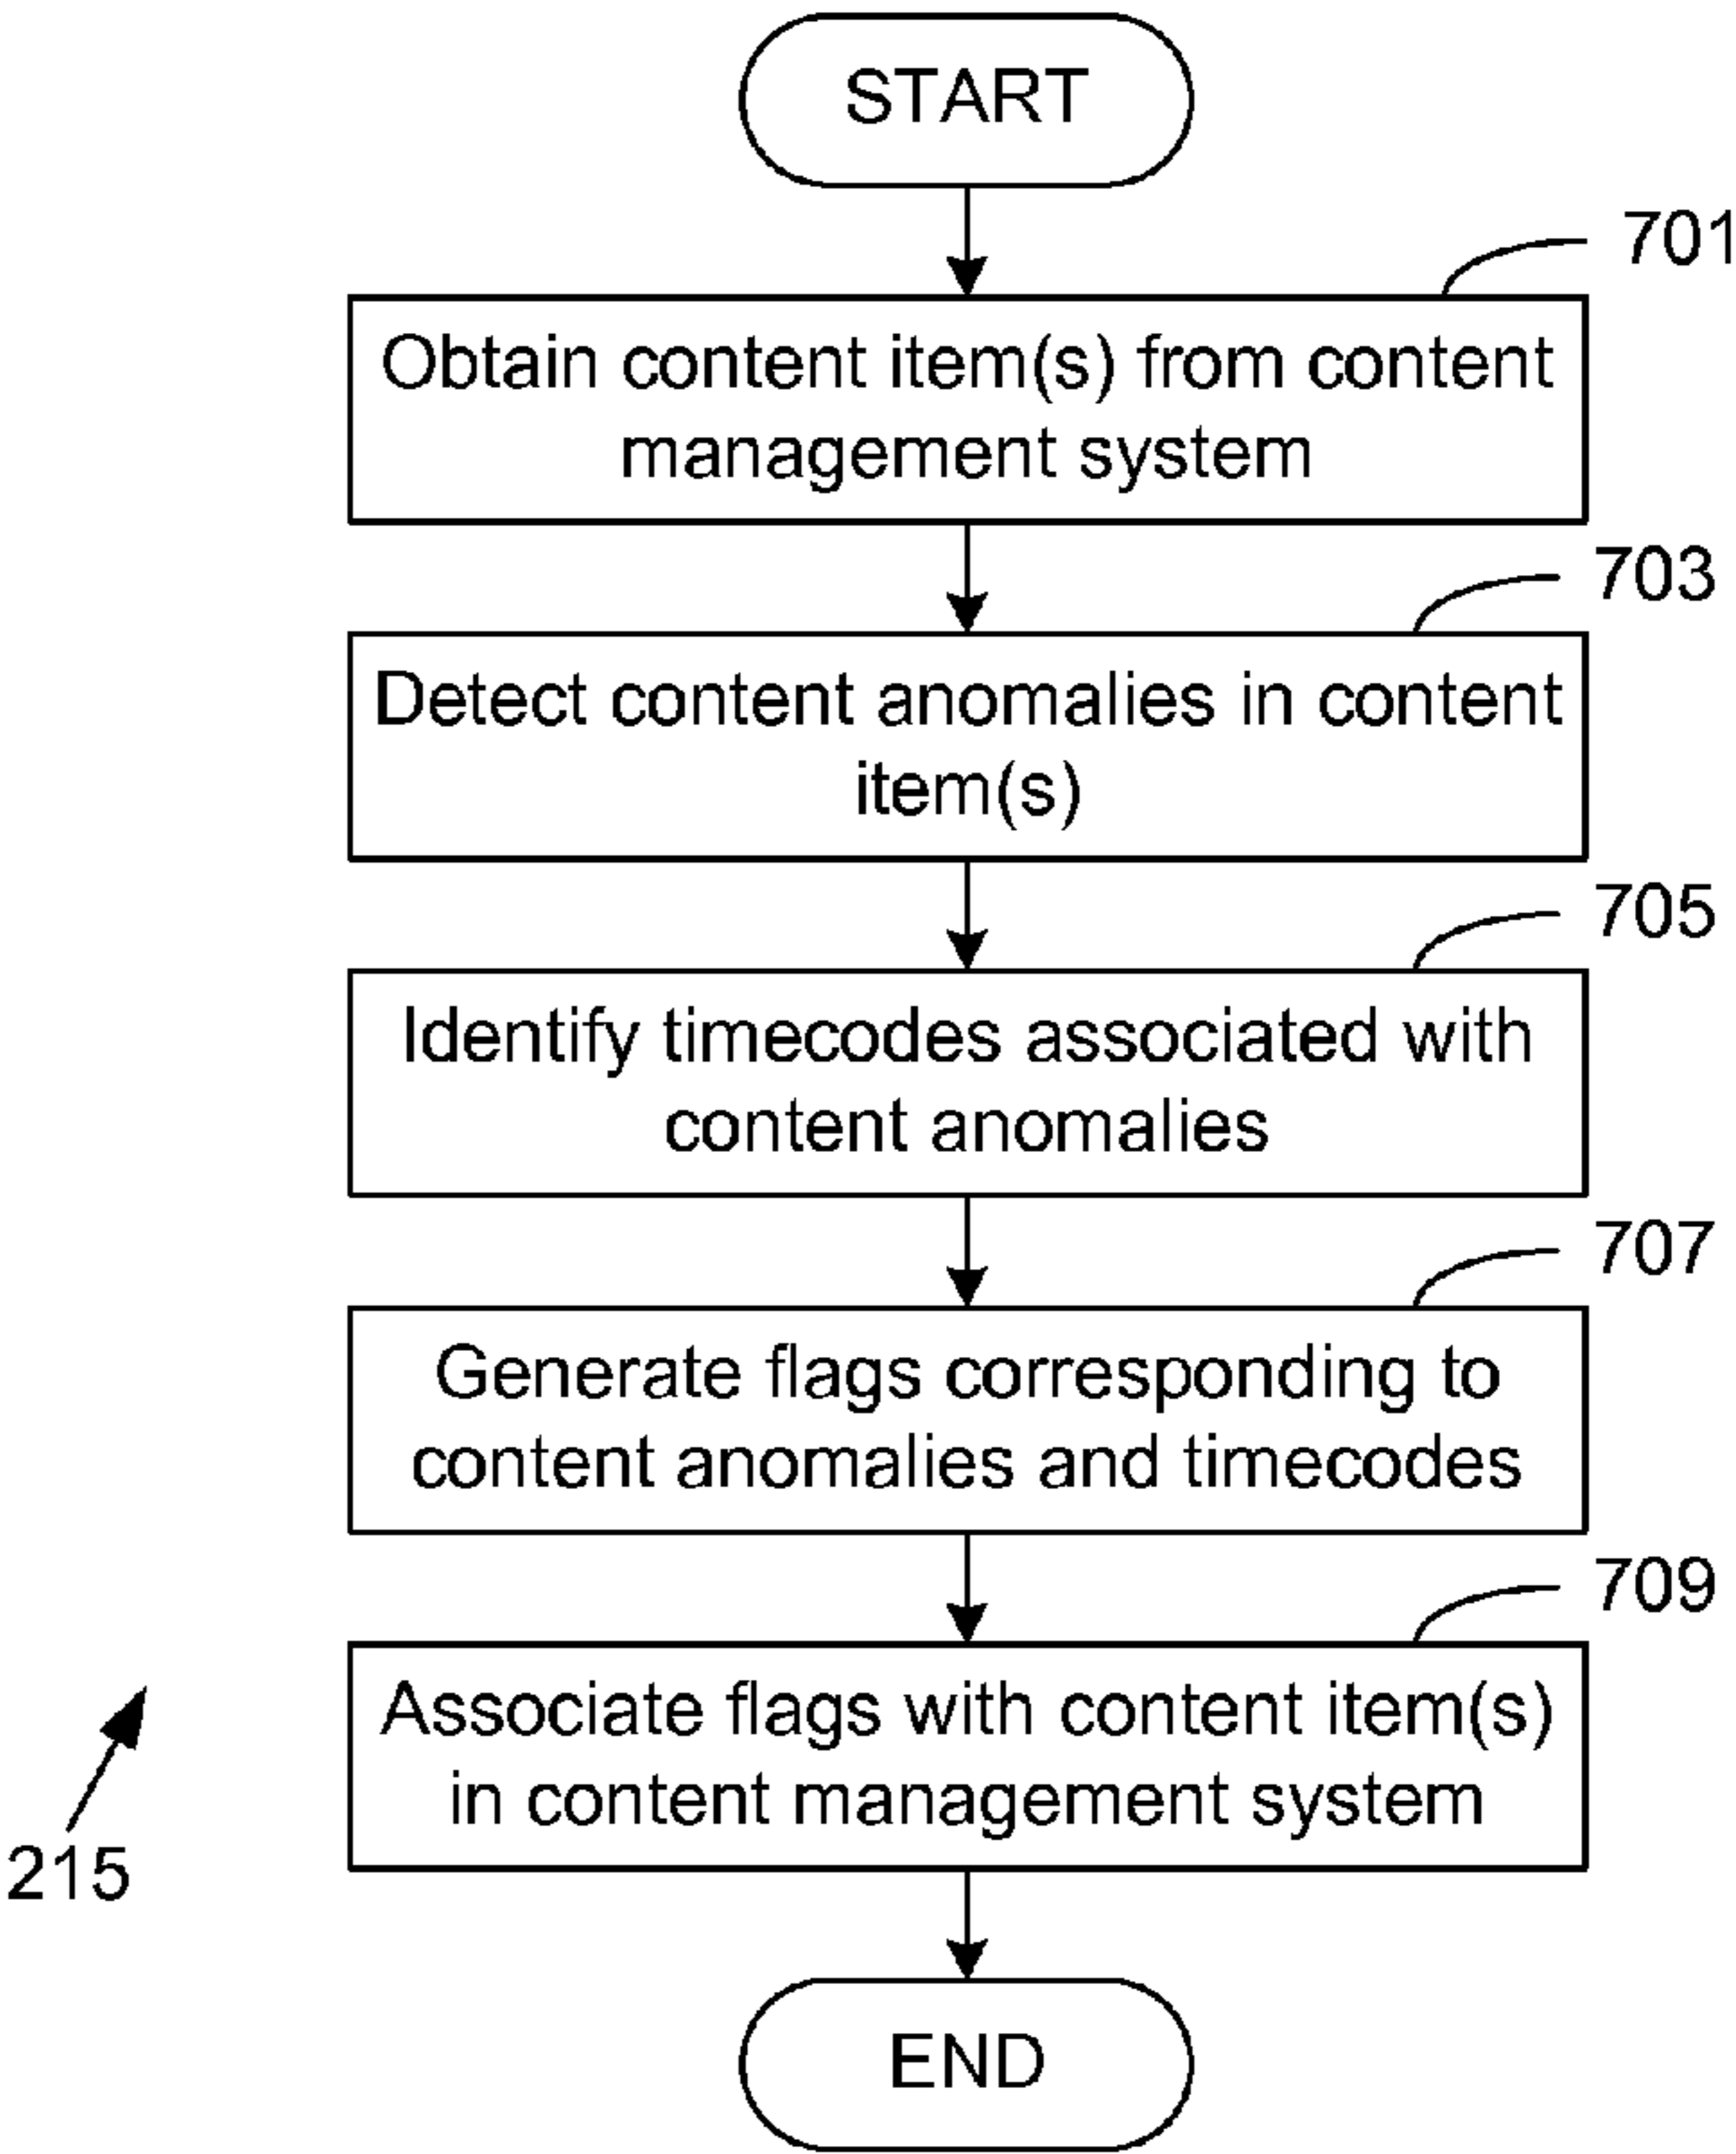 START
701
Obtain content item(s) from content
management system
703
Detect content anomalies in content
item(s)
705
Identify timecodes associated with
content anomalies
707
Generate flags corresponding to
content anomalies and timecodes
709
Associate flags with content item(s)
in content management system
215
END